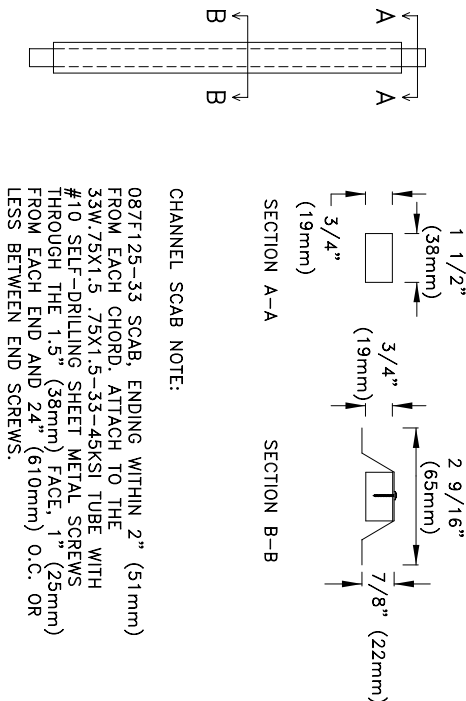 A
A
B
B
1 1/2"
(38mm)
3/4"
(19mm)
SECTION A-A
2 9/16"
(65mm)
3/4"
(19mm)
7/8" (22mm)
SECTION B-B
CHANNEL SCAB NOTE:
087F125-33 SCAB, ENDING WITHIN 2" (51mm)
FROM EACH CHORD. ATTACH TO THE
33W.75X1.5 .75X1.5-33-45KSI TUBE WITH
#10 SELF-DRILLING SHEET METAL SCREWS
THROUGH THE 1.5" (38mm) FACE, 1" (25mm)
FROM EACH END AND 24" (610mm) O.C. OR
LESS BETWEEN END SCREWS.